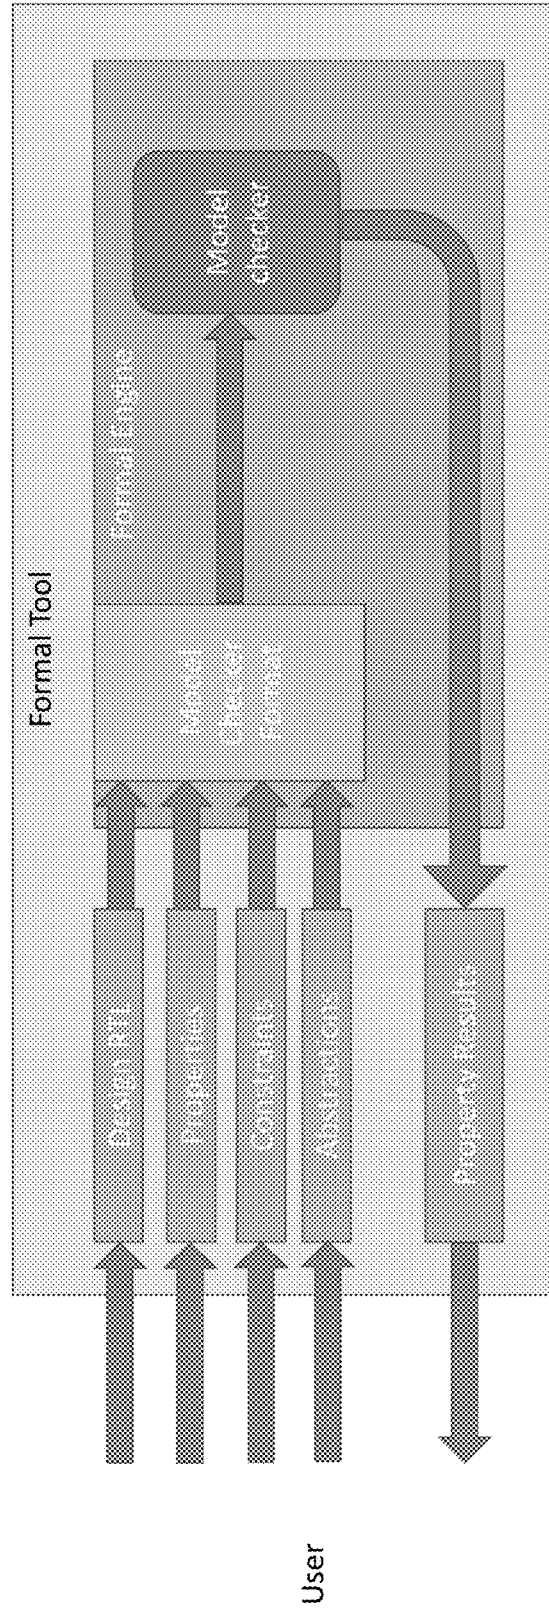 Formal Tool
User
Design RTL
Properties
Constraints
Abstractions
Property Results
Formal Engine
Model
Checker
Format
Model
checker